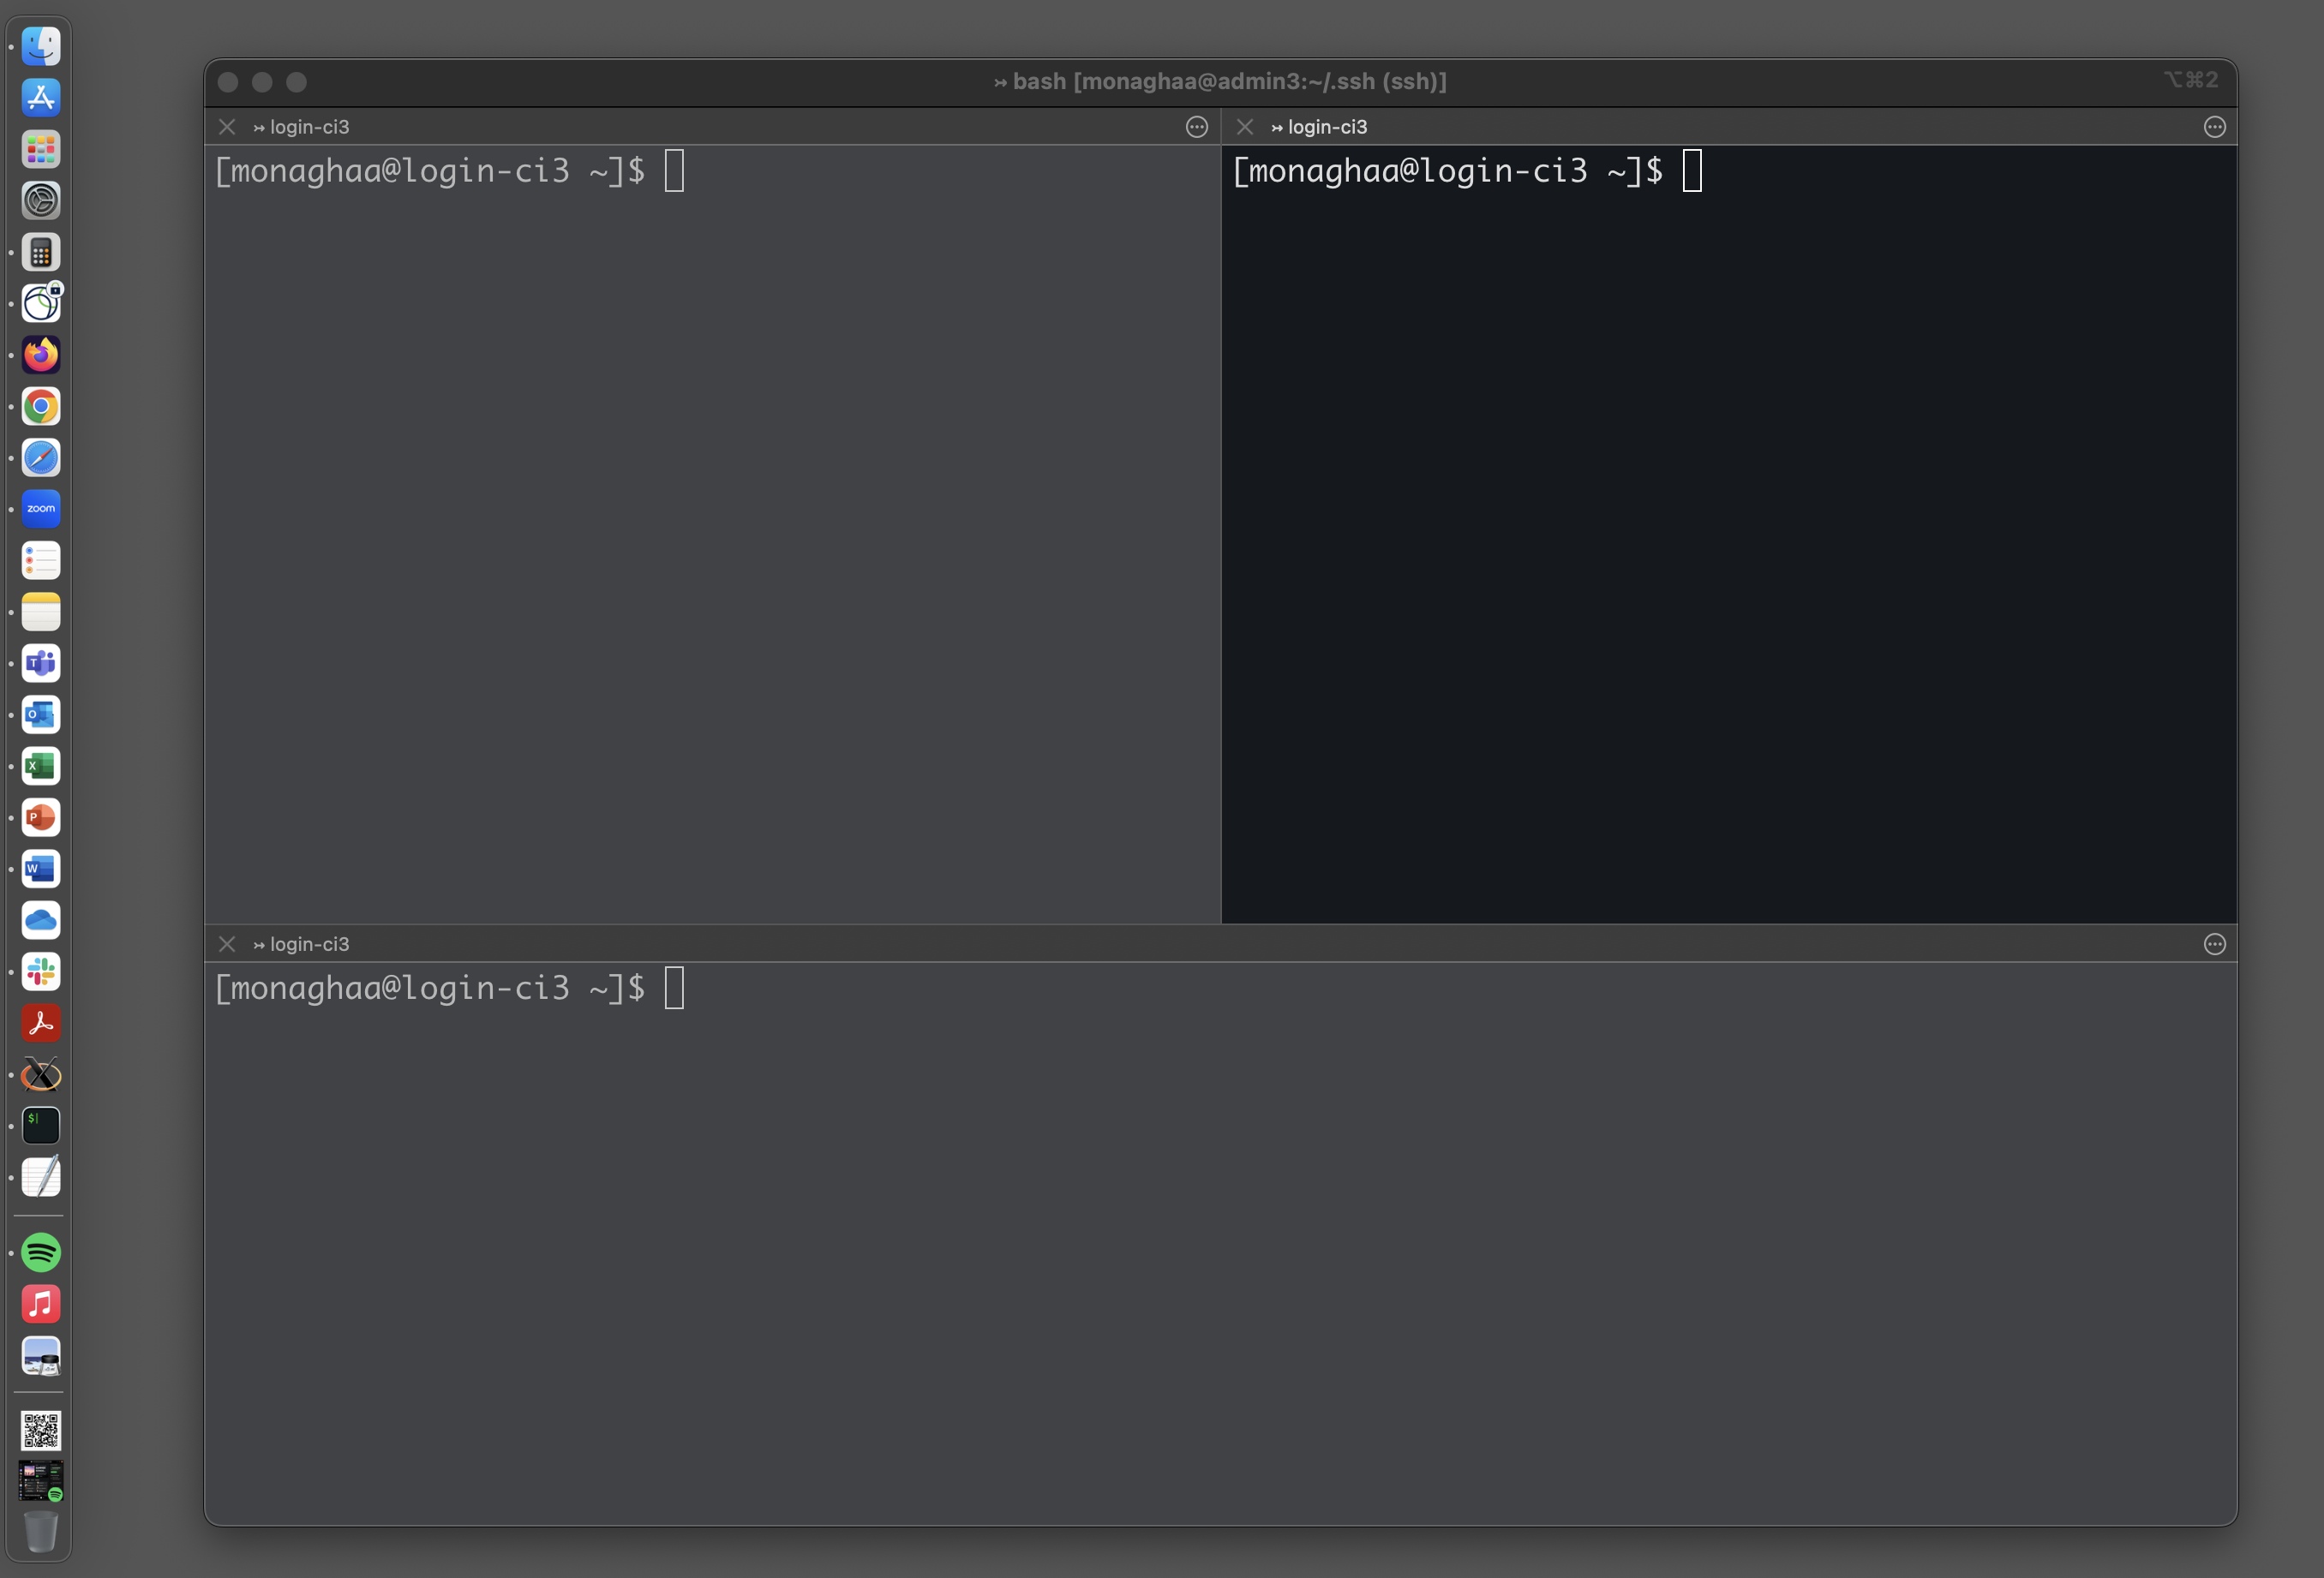 ↣ bash [monaghaa@admin3:~/.ssh (ssh)]
⌥⌘2
↣ login-ci3
↣ login-ci3
[monaghaa@login-ci3 ~]$
[monaghaa@login-ci3 ~]$
↣ login-ci3
[monaghaa@login-ci3 ~]$
zoom
T
O
X
P
W
$|